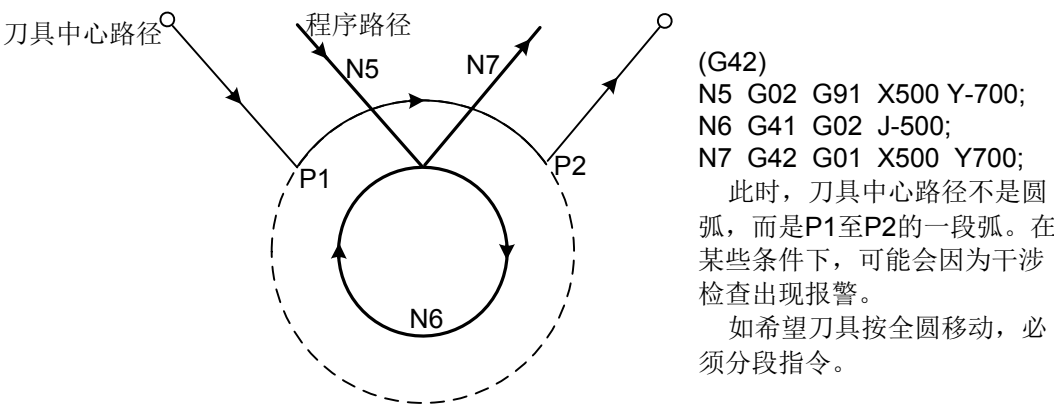 刀具中心路径
程序路径
N5
N7
P1
P2
N6
(G42)
N5 G02 G91 X500 Y-700;
N6 G41 G02 J-500;
N7 G42 G01 X500 Y700;
此时，刀具中心路径不是圆
弧，而是P1至P2的一段弧。在
某些条件下，可能会因为干涉
检查出现报警。
如希望刀具按全圆移动，必
须分段指令。